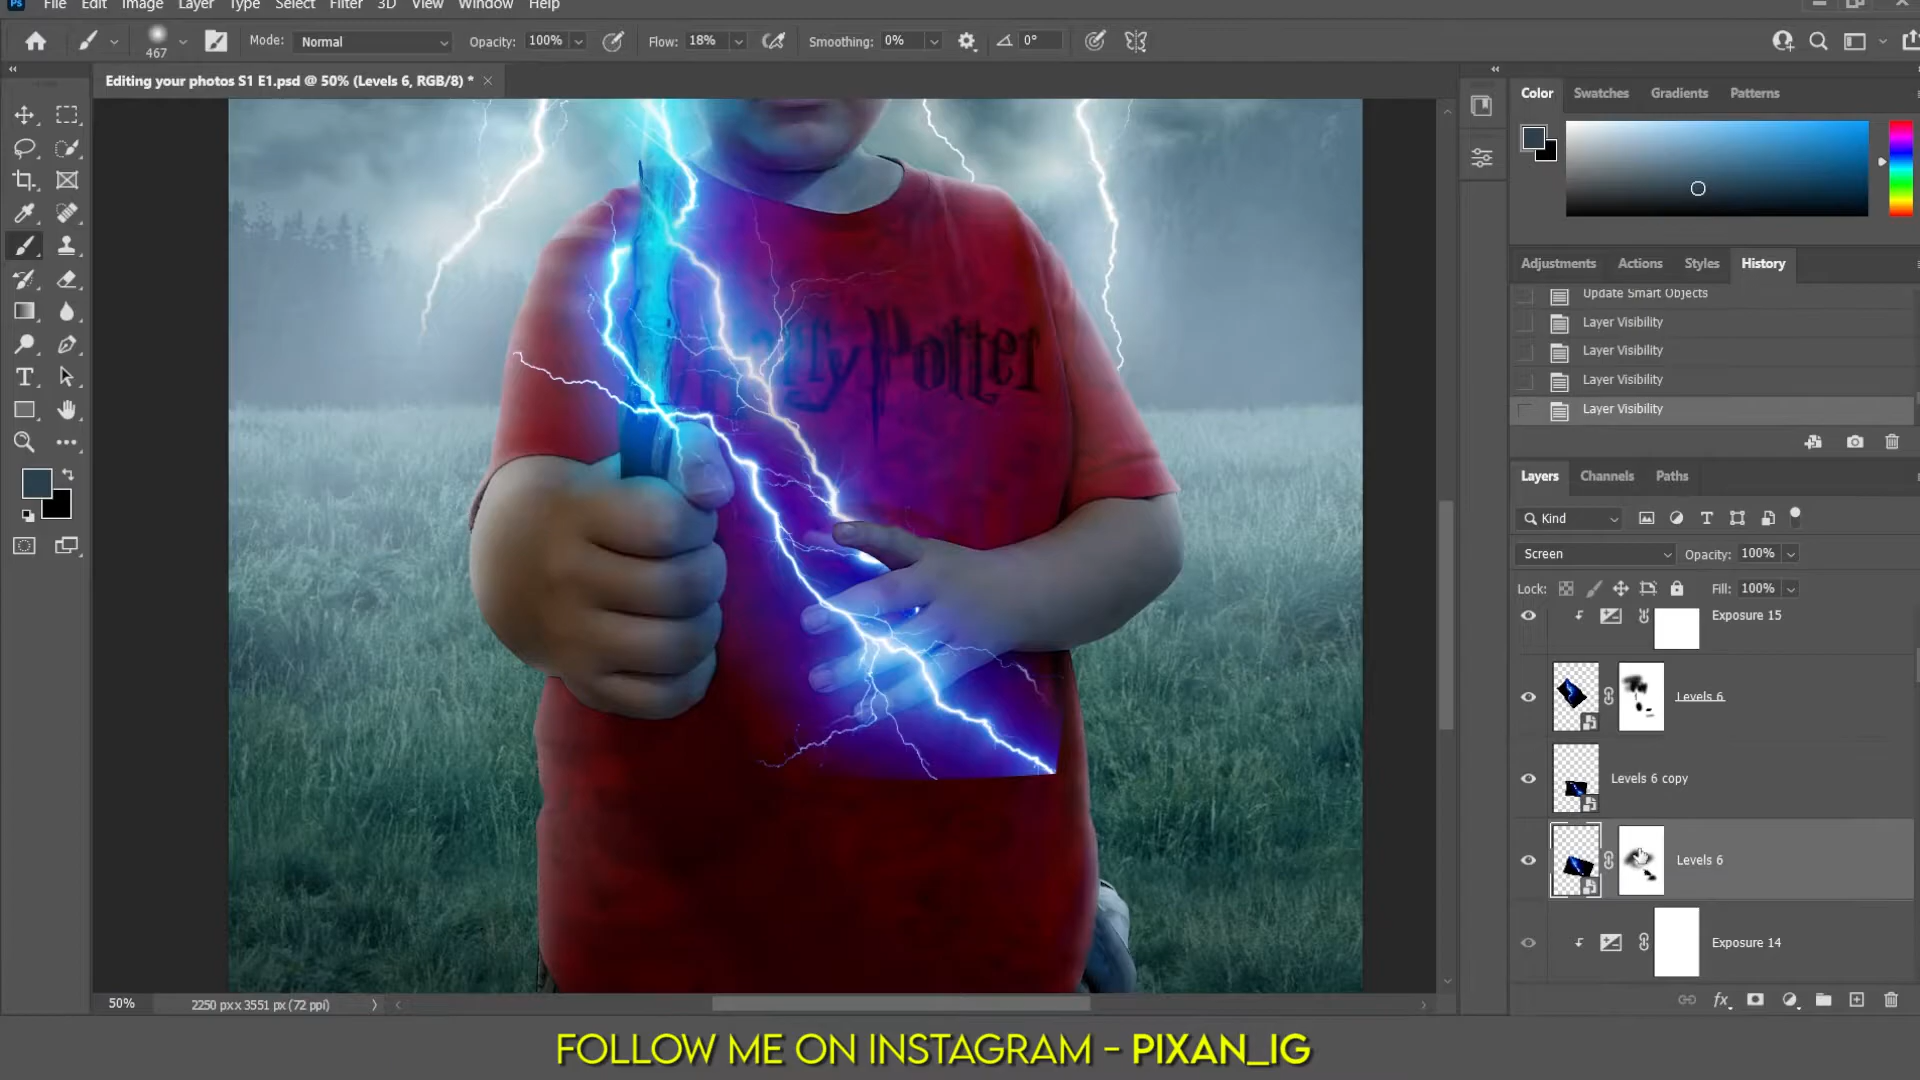 Ps File Edit Image Layer Type Select Filter 3D View Window Help
467 Mode: Normal Opacity: 100% Flow: 18% Smoothing: 0% 0°
Editing your photos S1 E1.psd @ 50% (Levels 6, RGB/8) *
Color Swatches Gradients Patterns
Adjustments Actions Styles History
Update Smart Objects
Layer Visibility
Layer Visibility
Layer Visibility
Layer Visibility
Harry Potter
Layers Channels Paths
Kind
Screen Opacity: 100%
Lock: Fill: 100%
Exposure 15
Levels 6
Levels 6 copy
Levels 6
Exposure 14
50% 2250 px x 3551 px (72 ppi)
FOLLOW ME ON INSTAGRAM - PIXAN_IG